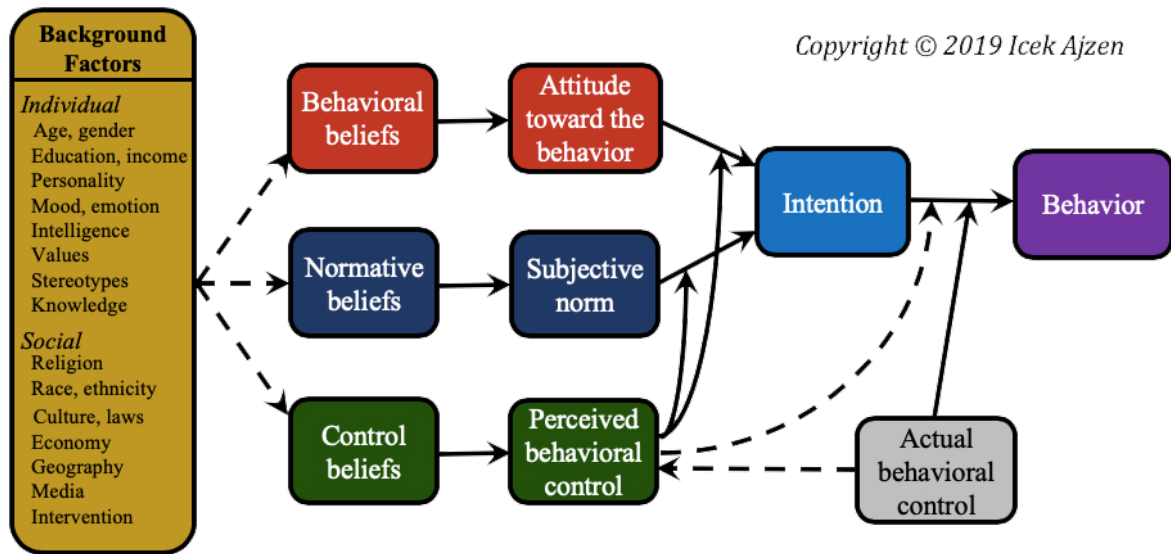 Background
Factors
Individual
Age, gender
Education, income
Personality
Mood, emotion
Intelligence
Values
Stereotypes
Knowledge
Social
Religion
Race, ethnicity
Culture, laws
Economy
Geography
Media
Intervention
Copyright © 2019 Icek Ajzen
Behavioral
beliefs
Attitude
toward the
behavior
Normative
beliefs
Subjective
norm
Control
beliefs
Perceived
behavioral
control
Intention
Behavior
Actual
behavioral
control